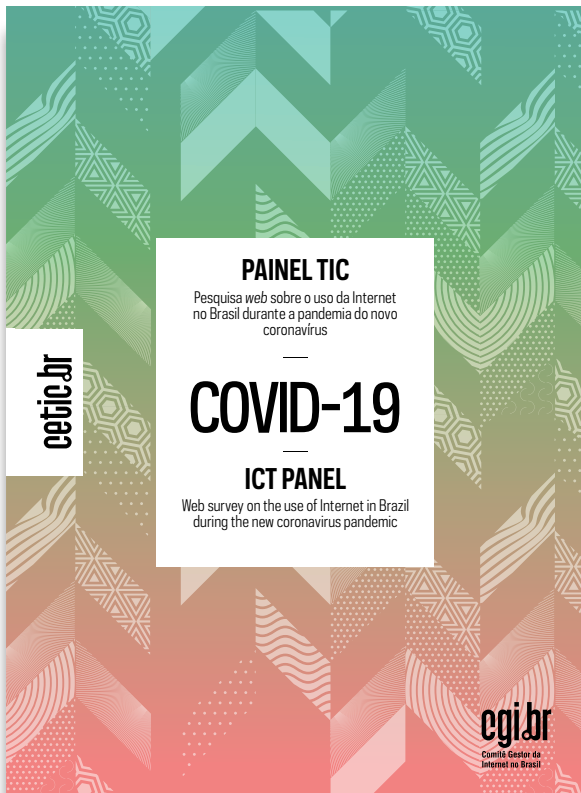 PAINEL TIC
Pesquisa web sobre o uso da Internet
no Brasil durante a pandemia do novo
coronavírus
COVID-19
ICT PANEL
Web survey on the use of Internet in Brazil
during the new coronavirus pandemic
cetic.br
cgi.br
Comitê Gestor da
Internet no Brasil